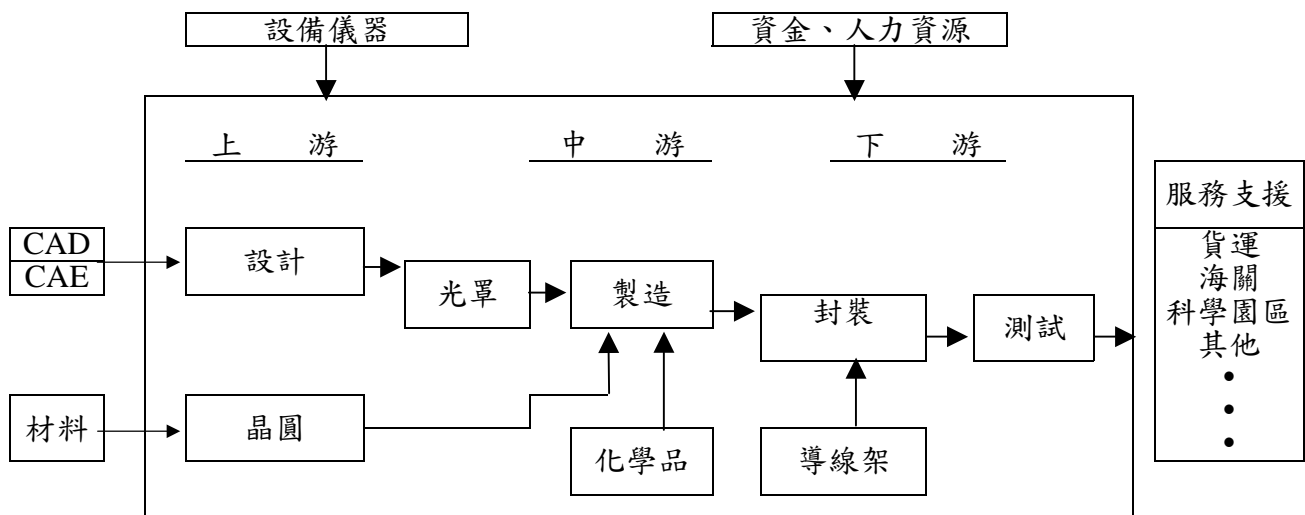 設備儀器
資金、人力資源
上 游
中 游
下 游
服務支援
貨運
海關
科學園區
其他
•
•
•
CAD
CAE
設計
光罩
製造
封裝
測試
材料
晶圓
化學品
導線架